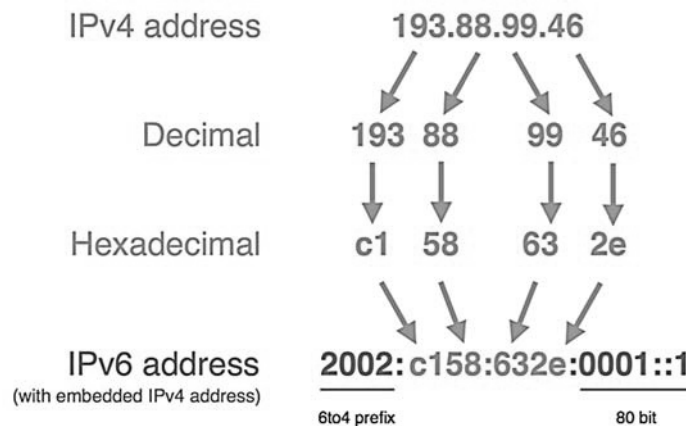 IPv4 address 193.88.99.46
Decimal 193 88 99 46
Hexadecimal c1 58 63 2e
IPv6 address 2002:c158:632e:0001::1
(with embedded IPv4 address)
6to4 prefix 80 bit